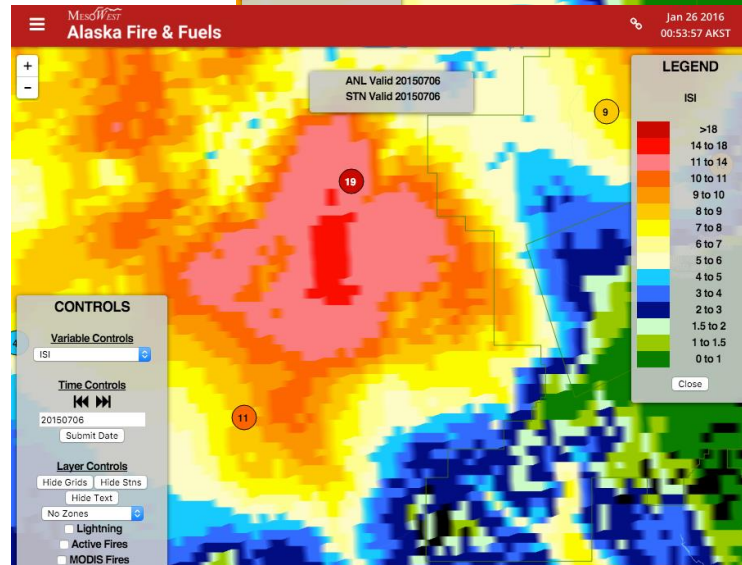 MesoWest
Alaska Fire & Fuels
Jan 26 2016
00:53:57 AKST
+
-
ANL Valid 20150706
STN Valid 20150706
9
19
11
4
LEGEND
ISI
>18
14 to 18
11 to 14
10 to 11
9 to 10
8 to 9
7 to 8
6 to 7
5 to 6
4 to 5
3 to 4
2 to 3
1.5 to 2
1 to 1.5
0 to 1
Close
CONTROLS
Variable Controls
ISI
Time Controls
20150706
Submit Date
Layer Controls
Hide Grids Hide Stns
Hide Text
No Zones
Lightning
Active Fires
MODIS Fires